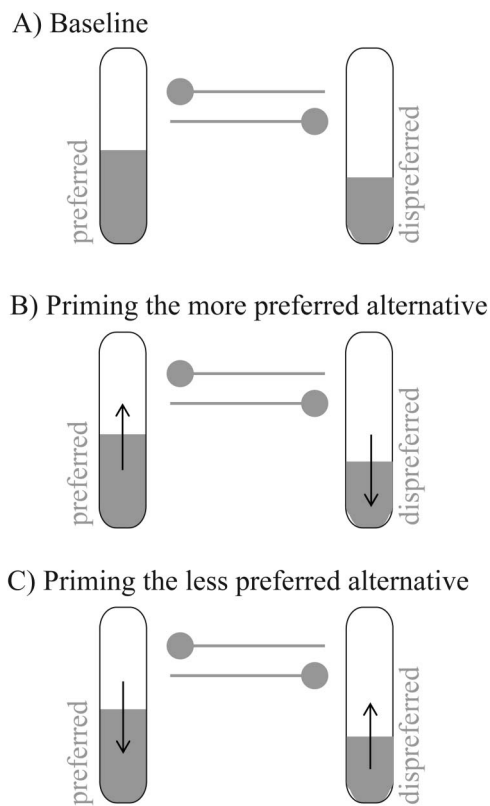 A) Baseline
preferred
dispreferred
B) Priming the more preferred alternative
preferred
dispreferred
C) Priming the less preferred alternative
preferred
dispreferred